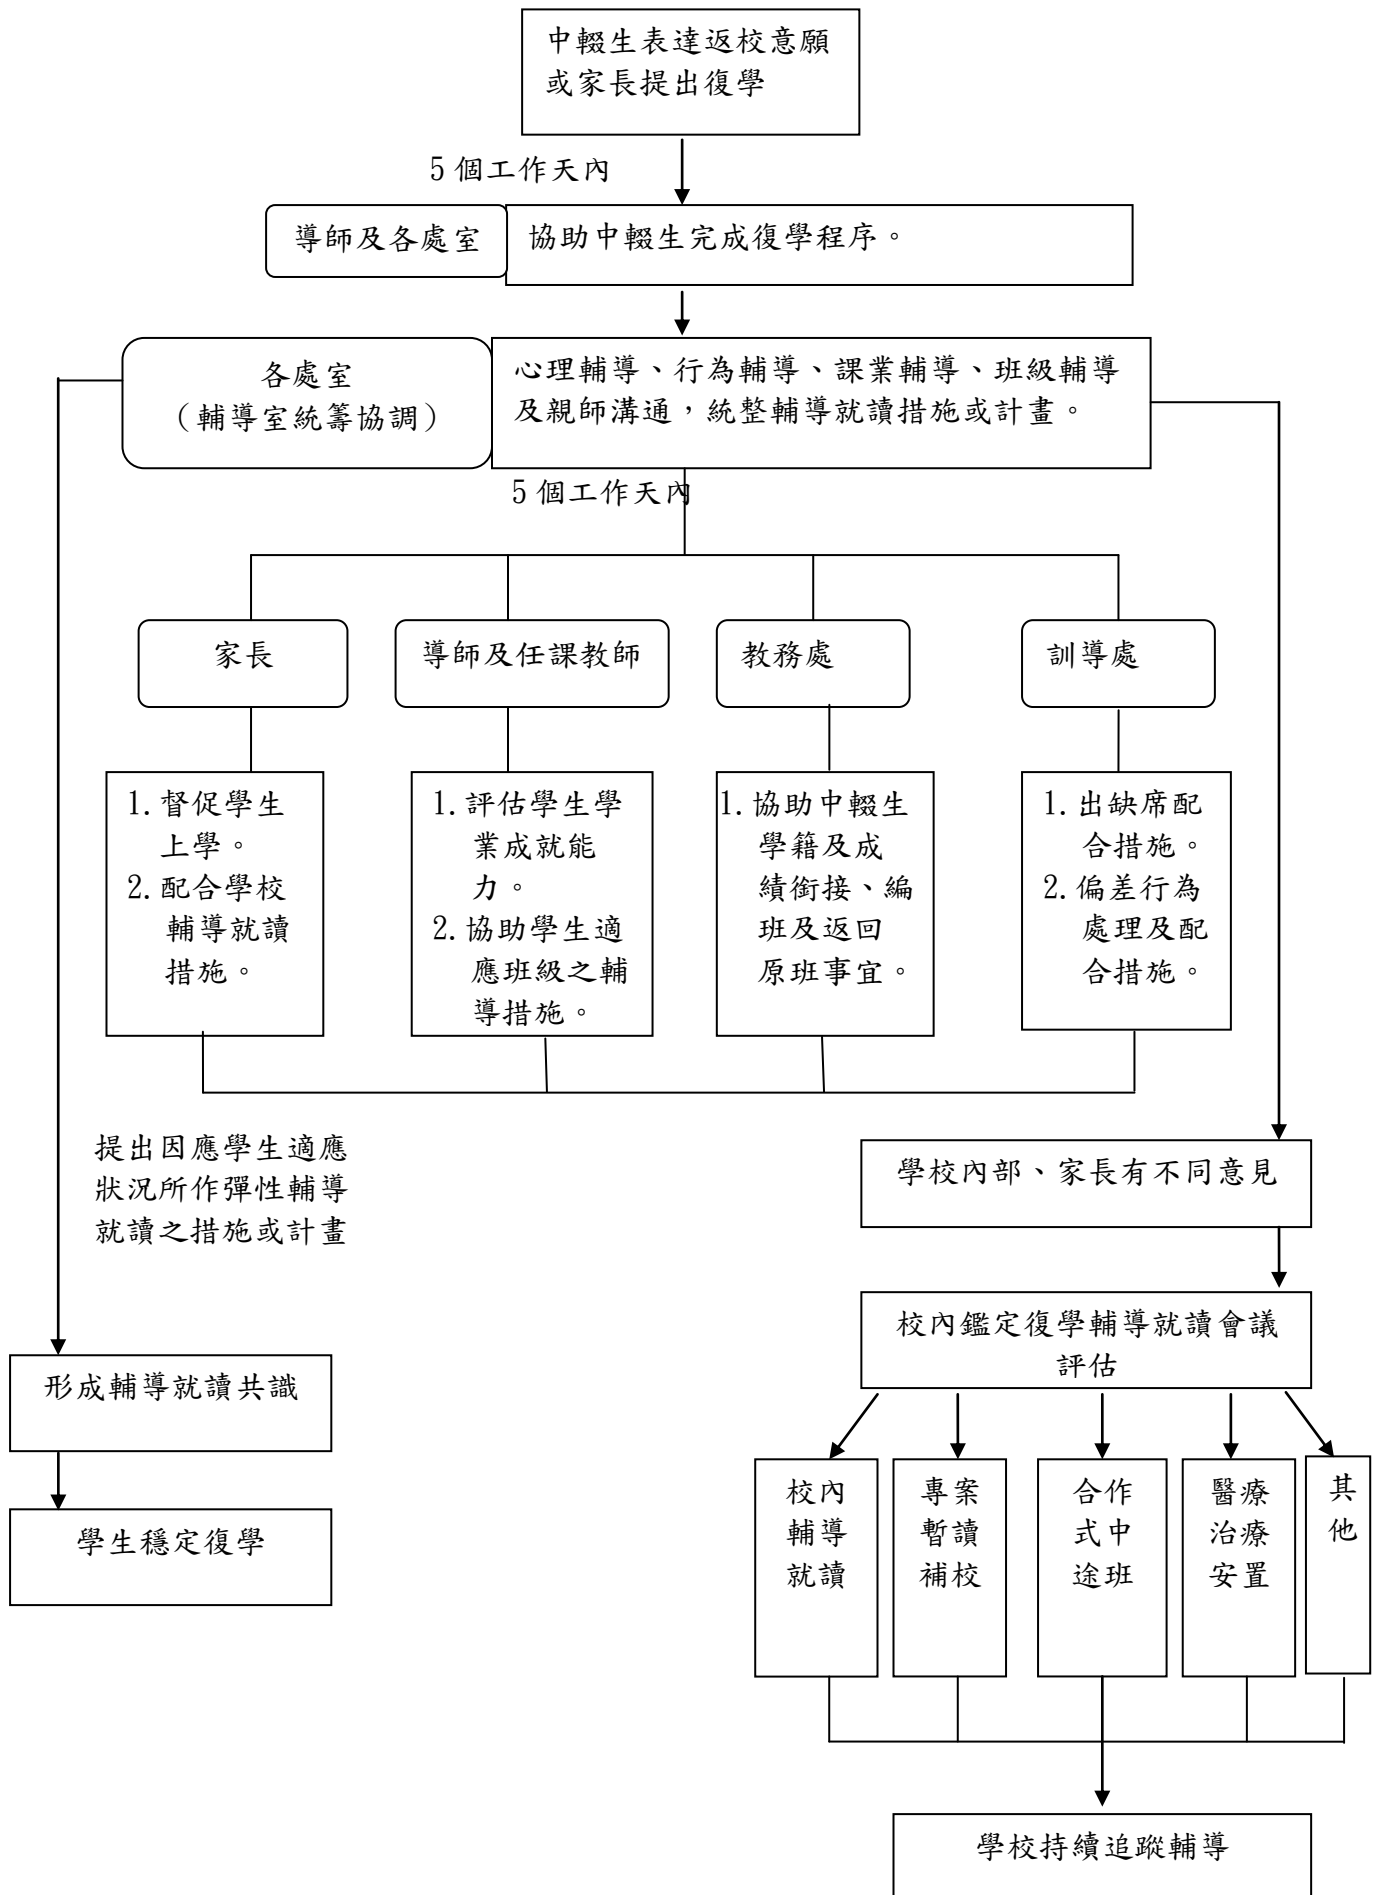 中輟生表達返校意願
或家長提出復學
5個工作天內
導師及各處室
協助中輟生完成復學程序。
各處室
（輔導室統籌協調）
心理輔導、行為輔導、課業輔導、班級輔導
及親師溝通，統整輔導就讀措施或計畫。
5個工作天內
家長
導師及任課教師
教務處
訓導處
1.督促學生
上學。
2.配合學校
輔導就讀
措施。
1.評估學生學
業成就能
力。
2.協助學生適
應班級之輔
導措施。
1.協助中輟生
學籍及成
績銜接、編
班及返回
原班事宜。
1.出缺席配
合措施。
2.偏差行為
處理及配
合措施。
提出因應學生適應
狀況所作彈性輔導
就讀之措施或計畫
學校內部、家長有不同意見
校內鑑定復學輔導就讀會議
評估
形成輔導就讀共識
學生穩定復學
校內
輔導
就讀
專案
暫讀
補校
合作
式中
途班
醫療
治療
安置
其
他
學校持續追蹤輔導